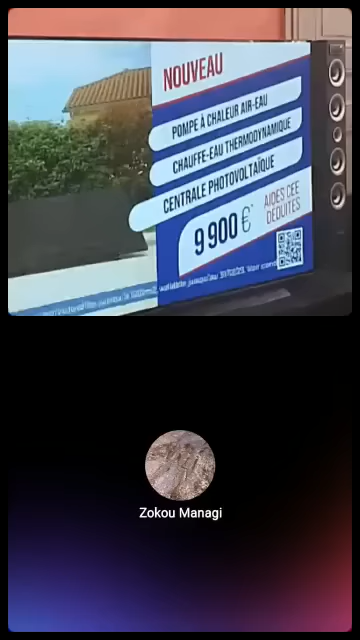 NOUVEAU
POMPE À CHALEUR AIR-EAU
CHAUFFE-EAU THERMODYNAMIQUE
CENTRALE PHOTOVOLTAÏQUE
9 900 €*
AIDES CEE
DÉDUITES
Zokou Managi